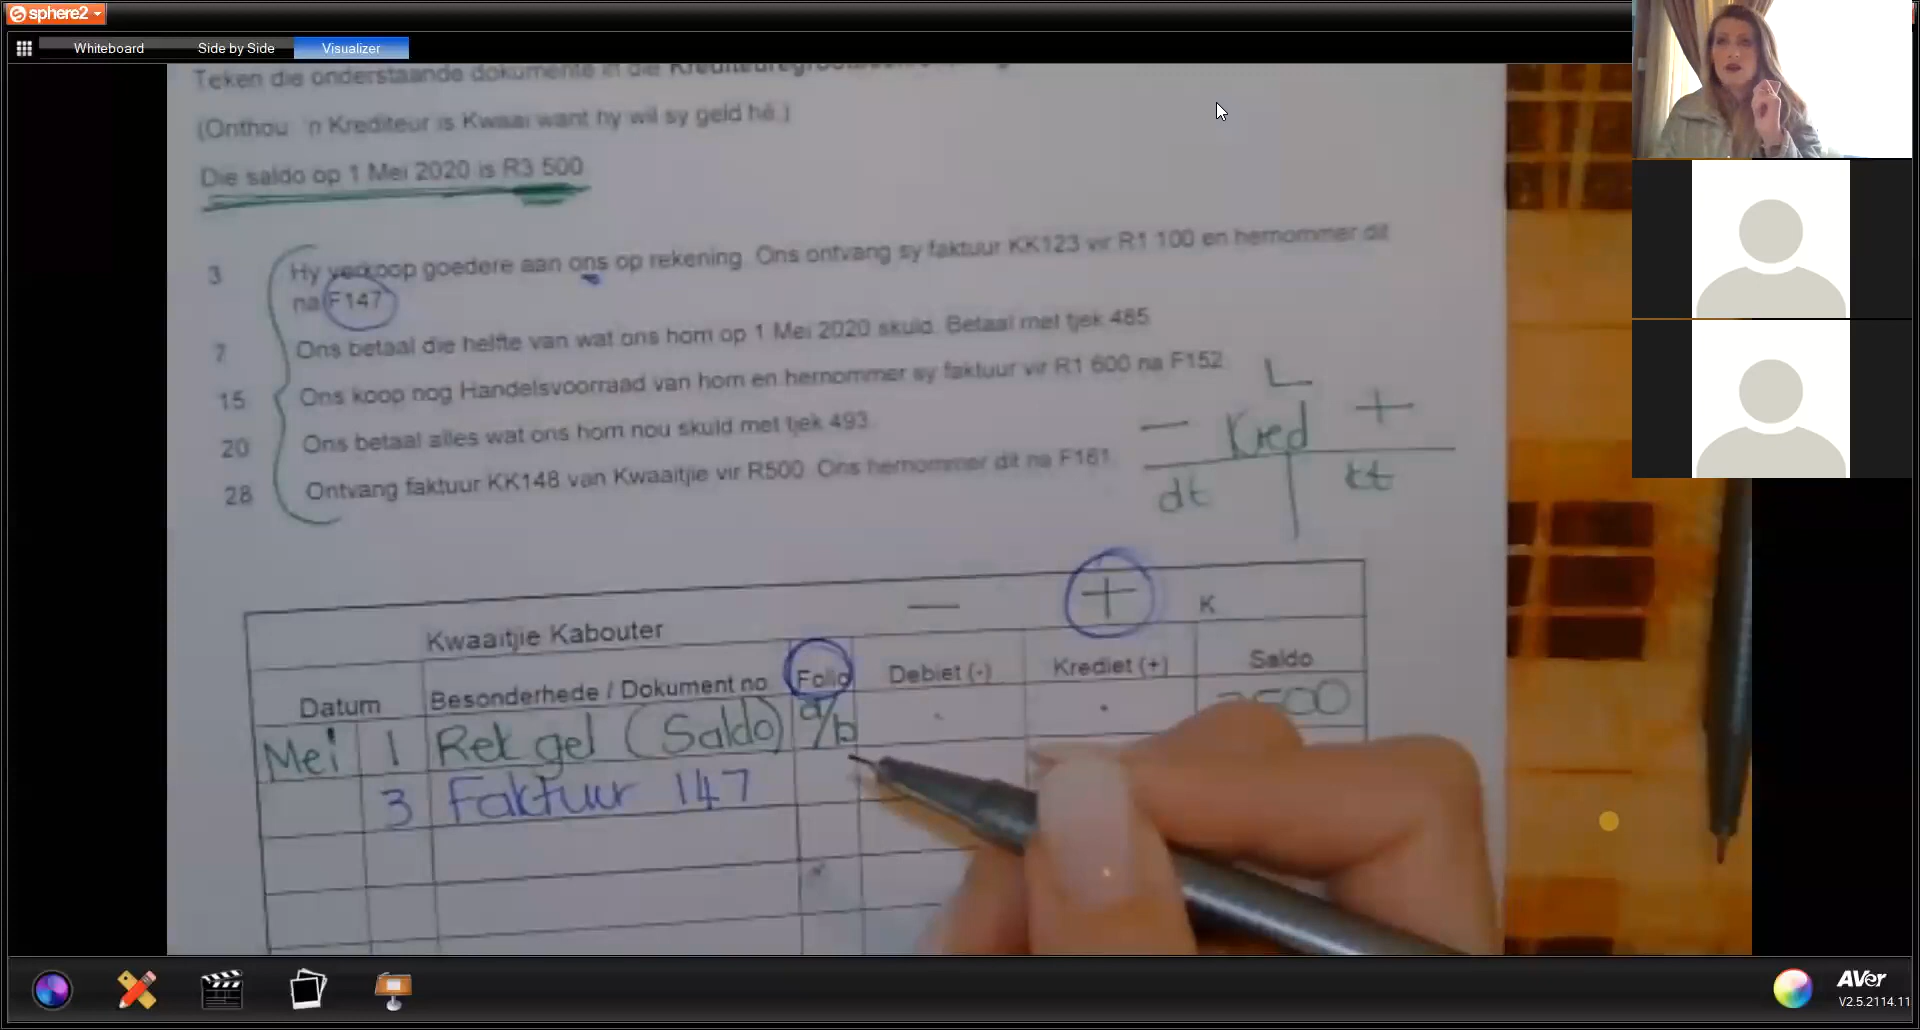 sphere2
Whiteboard Side by Side Visualizer
Teken die onderstaande dokumente in die
(Onthou 'n Krediteur is Kwaai want hy wil sy geld hê.)
Die saldo op 1 Mei 2020 is R3 500
3 Hy verkoop goedere aan ons op rekening. Ons ontvang sy faktuur KK123 vir R1 100 en hernommer dit
na F147
7 Ons betaal die helfte van wat ons hom op 1 Mei 2020 skuld. Betaal met tjek 485
15 Ons koop nog Handelsvoorraad van hom en hernommer sy faktuur vir R1 600 na F152
20 Ons betaal alles wat ons hom nou skuld met tjek 493.
28 Ontvang faktuur KK148 van Kwaaitjie vir R500. Ons hernommer dit na F161.
L
— Kred +
dt kt
Kwaaitjie Kabouter — + K
Datum Besonderhede / Dokument no Folio Debiet (-) Krediet (+) Saldo
Mei 1 Rek gel (Saldo) a/b 500
3 Faktuur 147
AVer
V2.5.2114.11